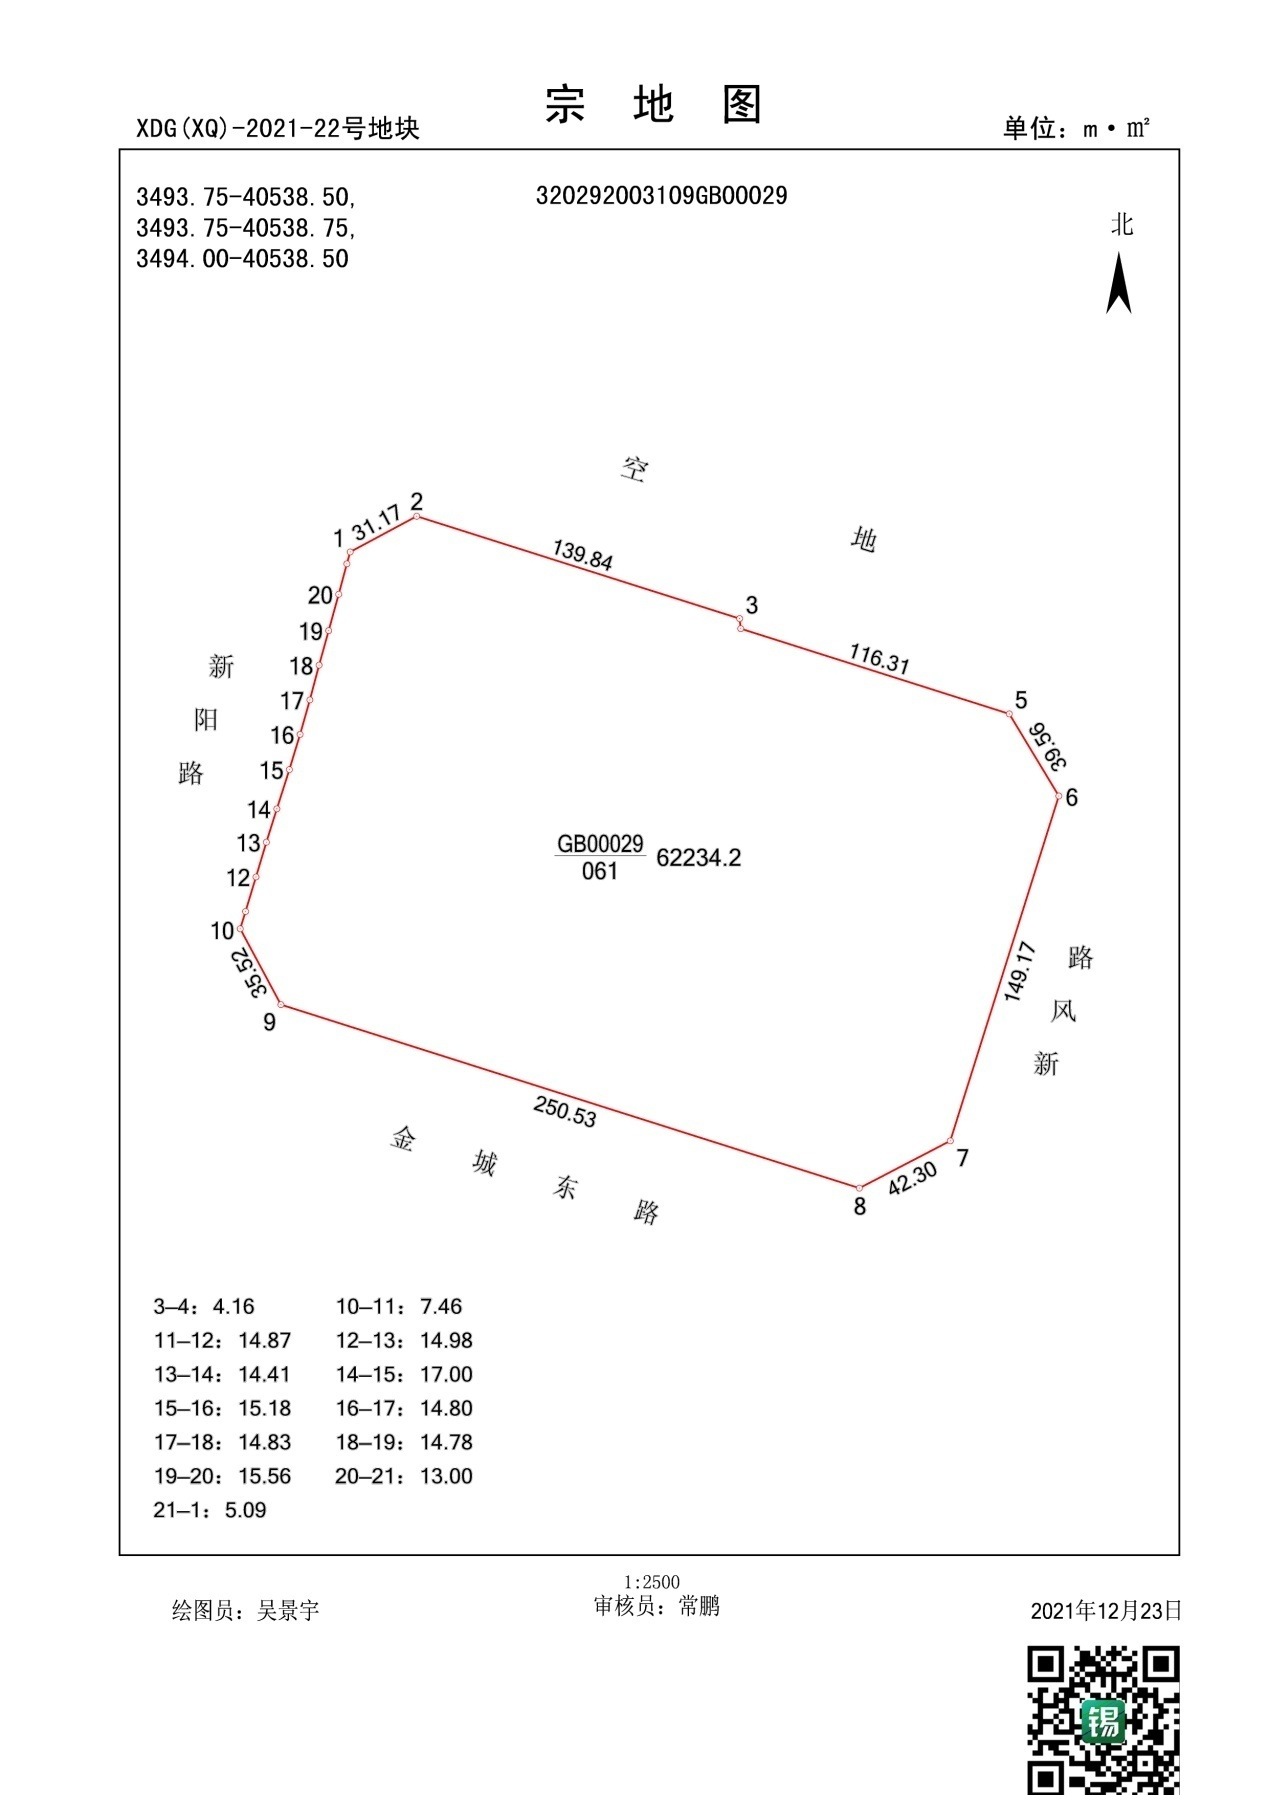 宗 地 图
XDG(XQ)-2021-22号地块
单位：m·㎡
3493.75-40538.50,
3493.75-40538.75,
3494.00-40538.50
320292003109GB00029
北
空
地
1
31.17
2
139.84
3
116.31
5
39.56
6
149.17
7
42.30
8
250.53
9
35.52
10
12
13
14
15
16
17
18
19
20
新
阳
路
GB00029
061
62234.2
路
风
新
金 城 东 路
3—4：4.16 10—11：7.46
11—12：14.87 12—13：14.98
13—14：14.41 14—15：17.00
15—16：15.18 16—17：14.80
17—18：14.83 18—19：14.78
19—20：15.56 20—21：13.00
21—1：5.09
1:2500
绘图员：吴景宇
审核员：常鹏
2021年12月23日
锡